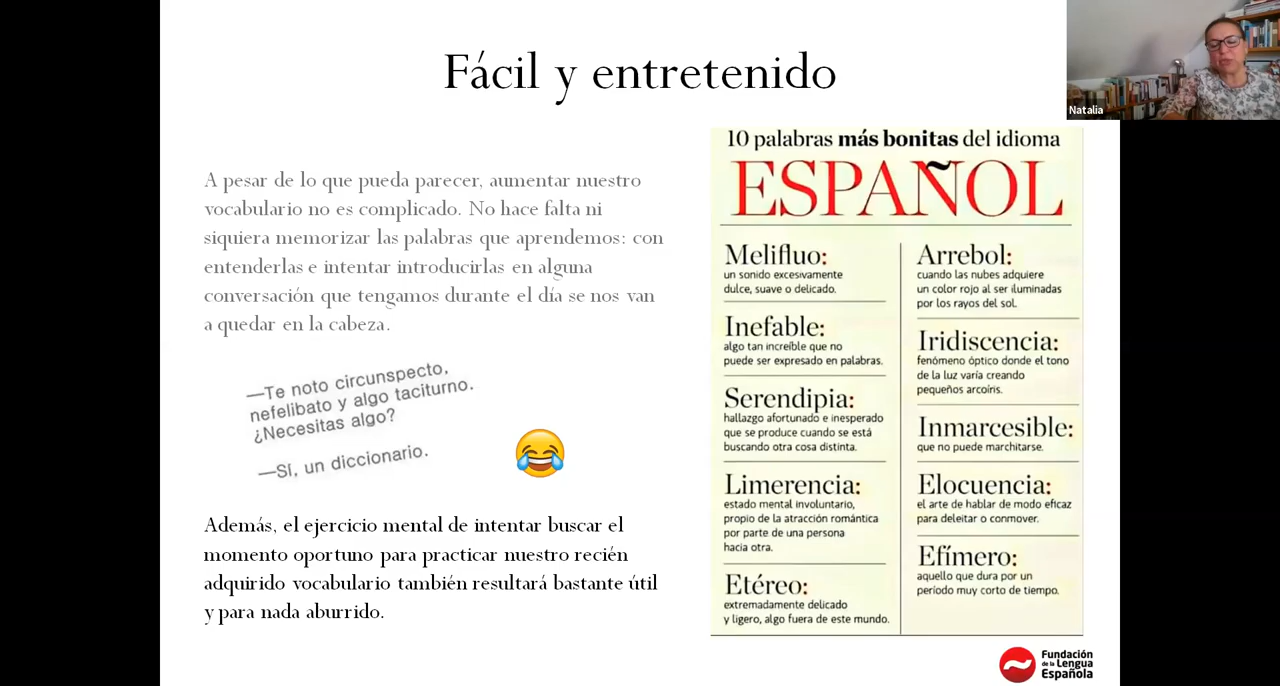 Fácil y entretenido
Natalia
A pesar de lo que pueda parecer, aumentar nuestro
vocabulario no es complicado. No hace falta ni
siquiera memorizar las palabras que aprendemos: con
entenderlas e intentar introducirlas en alguna
conversación que tengamos durante el día se nos van
a quedar en la cabeza.
—Te noto circunspecto,
nefelibato y algo taciturno.
¿Necesitas algo?
—Sí, un diccionario.
Además, el ejercicio mental de intentar buscar el
momento oportuno para practicar nuestro recién
adquirido vocabulario también resultará bastante útil
y para nada aburrido.
10 palabras más bonitas del idioma
ESPAÑOL
Melifluo:
un sonido excesivamente
dulce, suave o delicado.
Inefable:
algo tan increíble que no
puede ser expresado en palabras.
Serendipia:
hallazgo afortunado e inesperado
que se produce cuando se está
buscando otra cosa distinta.
Limerencia:
estado mental involuntario,
propio de la atracción romántica
por parte de una persona
hacia otra.
Etéreo:
extremadamente delicado
y ligero, algo fuera de este mundo.
Arrebol:
cuando las nubes adquiere
un color rojo al ser iluminadas
por los rayos del sol.
Iridiscencia:
fenómeno óptico donde el tono
de la luz varía creando
pequeños arcoíris.
Inmarcesible:
que no puede marchitarse.
Elocuencia:
el arte de hablar de modo eficaz
para deleitar o conmover.
Efímero:
aquello que dura por un
período muy corto de tiempo.
Fundación
de la Lengua
Española